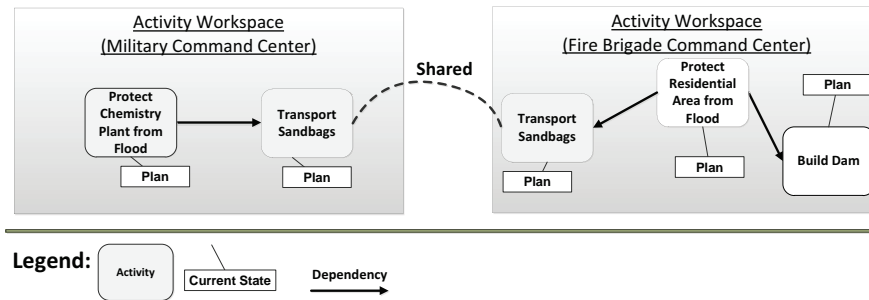 Activity Workspace
(Military Command Center)
Protect
Chemistry
Plant from
Flood
Plan
Transport
Sandbags
Plan
Shared
Activity Workspace
(Fire Brigade Command Center)
Transport
Sandbags
Plan
Protect
Residential
Area from
Flood
Plan
Plan
Build Dam
Legend:
Activity
Current State
Dependency